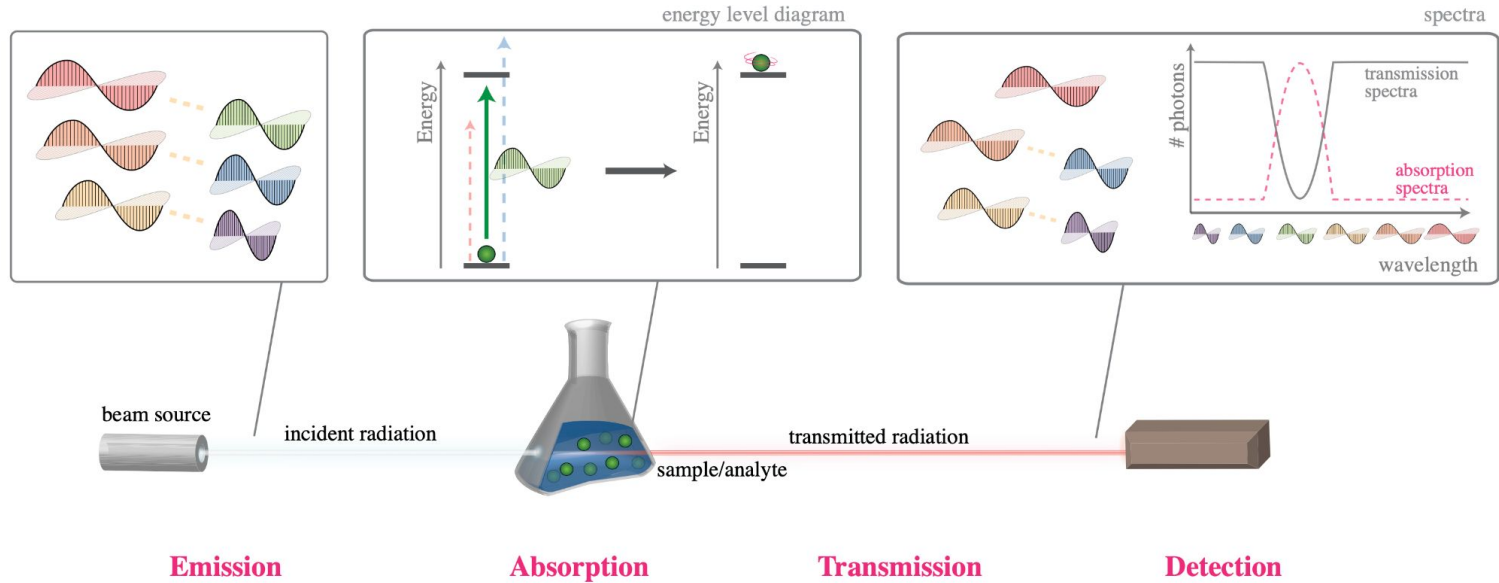 energy level diagram
spectra
Energy
Energy
# photons
transmission
spectra
absorption
spectra
wavelength
beam source
incident radiation
transmitted radiation
sample/analyte
Emission
Absorption
Transmission
Detection